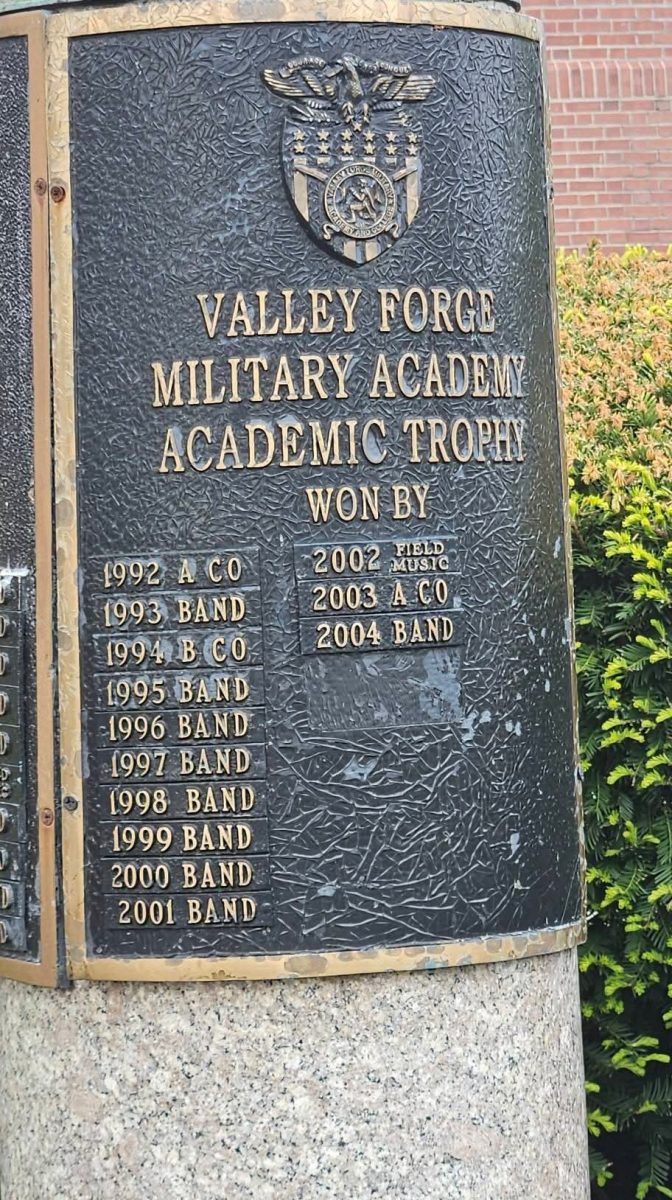 VALLEY FORGE
MILITARY ACADEMY
ACADEMIC TROPHY
WON BY
1992 A CO
1993 BAND
1994 B CO
1995 BAND
1996 BAND
1997 BAND
1998 BAND
1999 BAND
2000 BAND
2001 BAND
2002 FIELD MUSIC
2003 A CO
2004 BAND